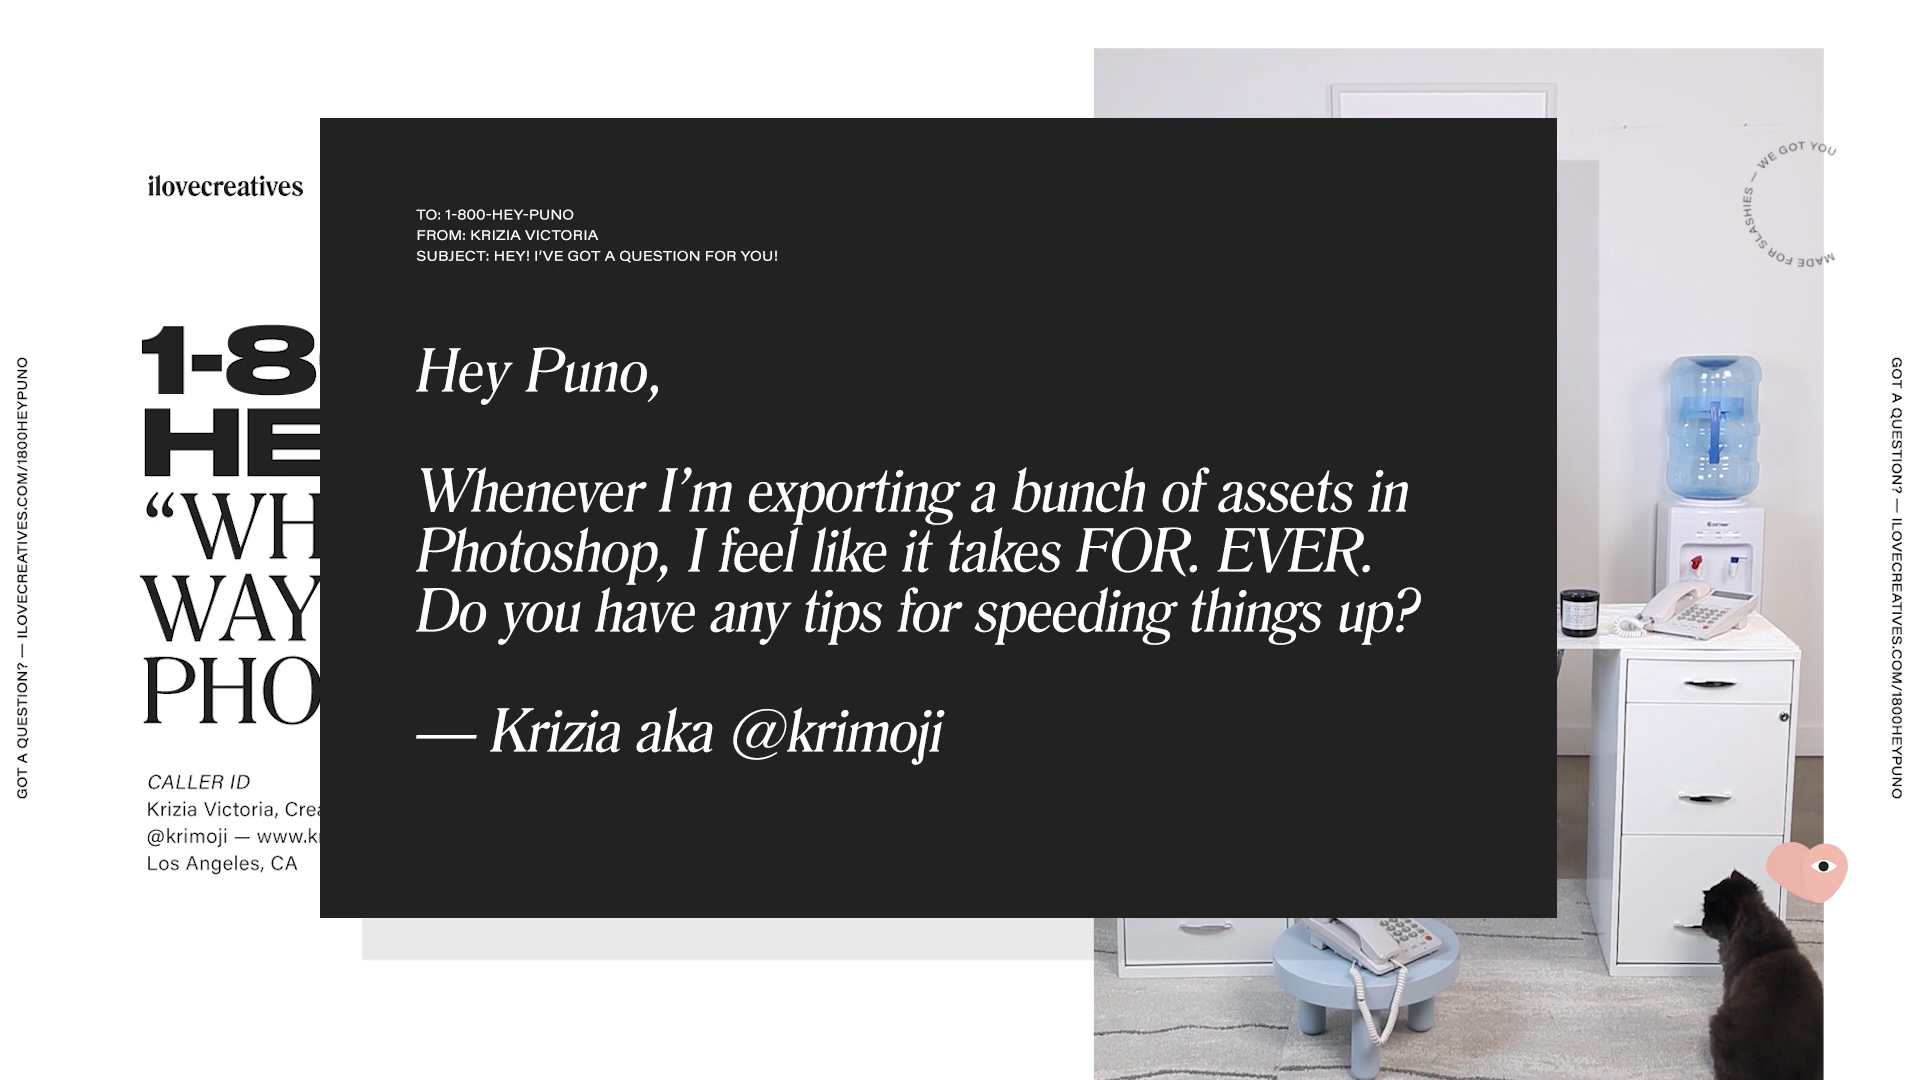 ilovecreatives
TO: 1-800-HEY-PUNO
FROM: KRIZIA VICTORIA
SUBJECT: HEY! I'VE GOT A QUESTION FOR YOU!
Hey Puno,
Whenever I’m exporting a bunch of assets in
Photoshop, I feel like it takes FOR. EVER.
Do you have any tips for speeding things up?
— Krizia aka @krimoji
1-8
HE
“WH
WAY
PHO
CALLER ID
Krizia Victoria, Crea
@krimoji — www.k
Los Angeles, CA
GOT A QUESTION? — ILOVECREATIVES.COM/1800HEYPUNO
MADE FOR SLASHIES — WE GOT YOU
GOT A QUESTION? — ILOVECREATIVES.COM/1800HEYPUNO